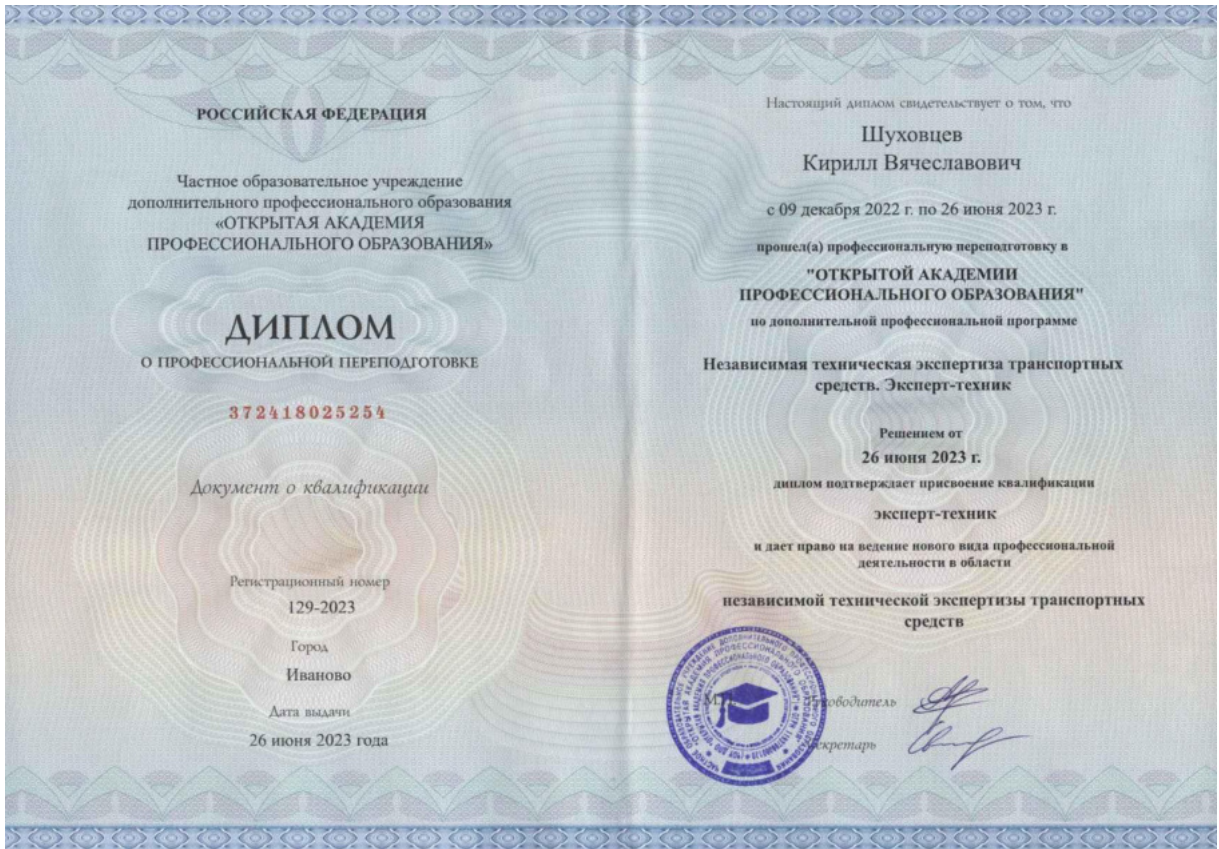 РОССИЙСКАЯ ФЕДЕРАЦИЯ
Частное образовательное учреждение
дополнительного профессионального образования
«ОТКРЫТАЯ АКАДЕМИЯ
ПРОФЕССИОНАЛЬНОГО ОБРАЗОВАНИЯ»
ДИПЛОМ
О ПРОФЕССИОНАЛЬНОЙ ПЕРЕПОДГОТОВКЕ
372418025254
Документ о квалификации
Регистрационный номер
129-2023
Город
Иваново
Дата выдачи
26 июня 2023 года
Настоящий диплом свидетельствует о том, что
Шуховцев
Кирилл Вячеславович
с 09 декабря 2022 г. по 26 июня 2023 г.
прошел(а) профессиональную переподготовку в
"ОТКРЫТОЙ АКАДЕМИИ
ПРОФЕССИОНАЛЬНОГО ОБРАЗОВАНИЯ"
по дополнительной профессиональной программе
Независимая техническая экспертиза транспортных
средств. Эксперт-техник
Решением от
26 июня 2023 г.
диплом подтверждает присвоение квалификации
эксперт-техник
и дает право на ведение нового вида профессиональной
деятельности в области
независимой технической экспертизы транспортных
средств
М.П.
Руководитель
Секретарь